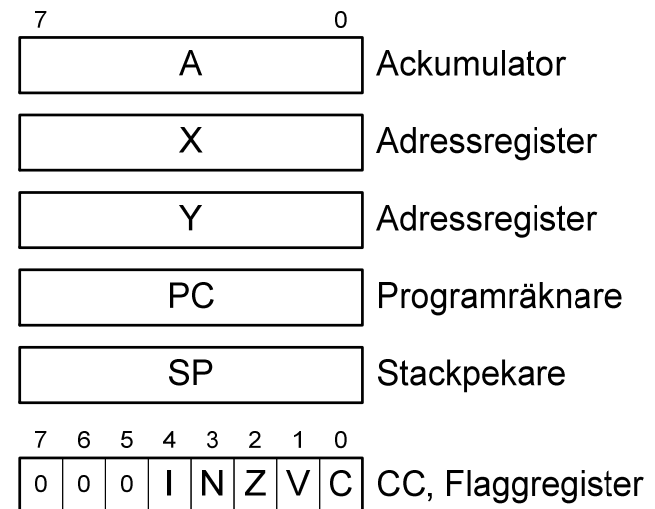 7 0
A Ackumulator
X Adressregister
Y Adressregister
PC Programräknare
SP Stackpekare
7 6 5 4 3 2 1 0
0 0 0 I N Z V C CC, Flaggregister